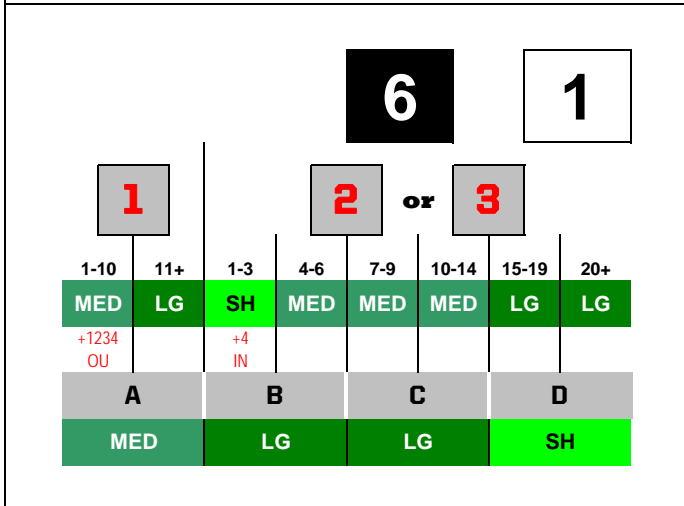 6 1
1 2 or 3
1-10 11+ 1-3 4-6 7-9 10-14 15-19 20+
MED LG SH MED MED MED LG LG
+1234 +4
OU IN
A B C D
MED LG LG SH